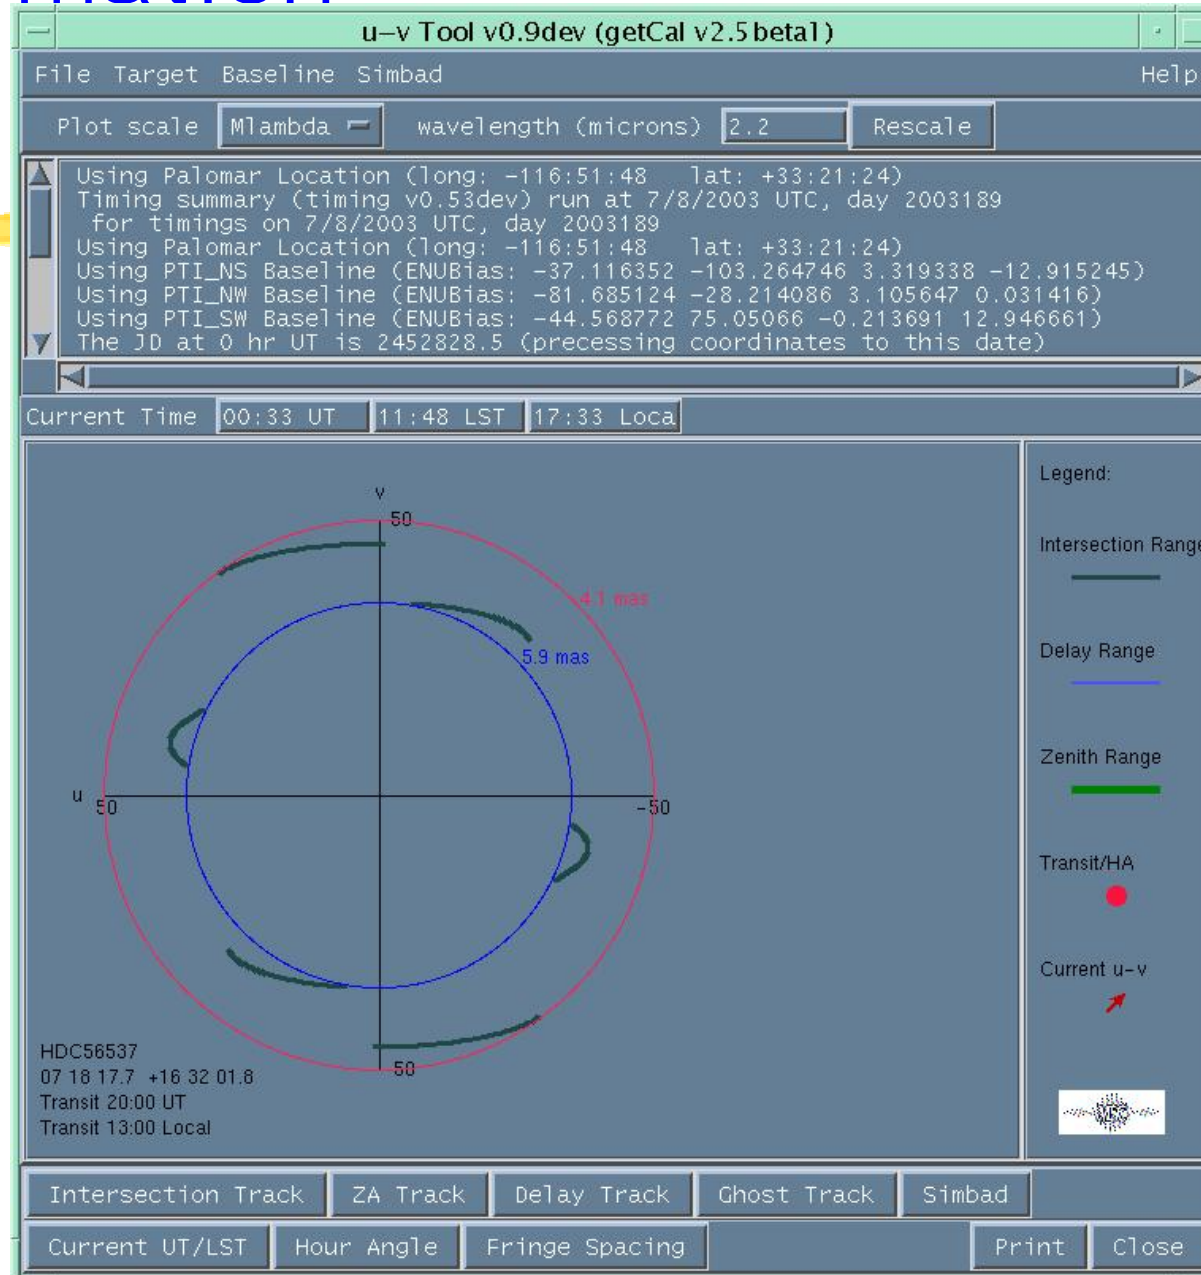 mation
u-v Tool v0.9dev (getCal v2.5beta1)
File Target Baseline Simbad Help
Plot scale Mlambda wavelength (microns) 2.2 Rescale
Using Palomar Location (long: -116:51:48 lat: +33:21:24)
Timing summary (timing v0.53dev) run at 7/8/2003 UTC, day 2003189
for timings on 7/8/2003 UTC, day 2003189
Using Palomar Location (long: -116:51:48 lat: +33:21:24)
Using PTI_NS Baseline (ENUBias: -37.116352 -103.264746 3.319338 -12.915245)
Using PTI_NW Baseline (ENUBias: -81.685124 -28.214086 3.105647 0.031416)
Using PTI_SW Baseline (ENUBias: -44.568772 75.05066 -0.213691 12.946661)
The JD at 0 hr UT is 2452828.5 (precessing coordinates to this date)
Current Time 00:33 UT 11:48 LST 17:33 Loca
v
50
4.1 mas
5.9 mas
u 50 -50
-50
HDC56537
07 18 17.7 +16 32 01.8
Transit 20:00 UT
Transit 13:00 Local
Legend:
Intersection Range
Delay Range
Zenith Range
Transit/HA
Current u-v
Intersection Track ZA Track Delay Track Ghost Track Simbad
Current UT/LST Hour Angle Fringe Spacing Print Close